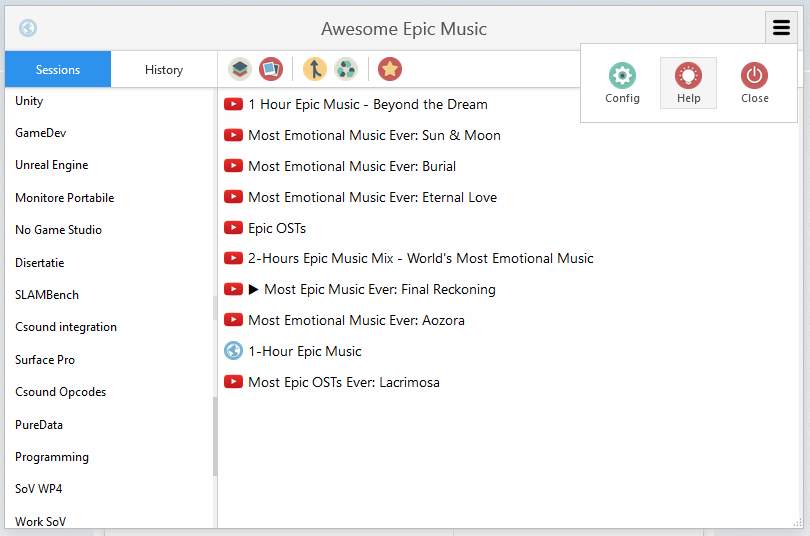 Awesome Epic Music
Sessions
History
Config
Help
Close
Unity
GameDev
Unreal Engine
Monitore Portabile
No Game Studio
Disertatie
SLAMBench
Csound integration
Surface Pro
Csound Opcodes
PureData
Programming
SoV WP4
Work SoV
1 Hour Epic Music - Beyond the Dream
Most Emotional Music Ever: Sun & Moon
Most Emotional Music Ever: Burial
Most Emotional Music Ever: Eternal Love
Epic OSTs
2-Hours Epic Music Mix - World's Most Emotional Music
▶ Most Epic Music Ever: Final Reckoning
Most Emotional Music Ever: Aozora
1-Hour Epic Music
Most Epic OSTs Ever: Lacrimosa